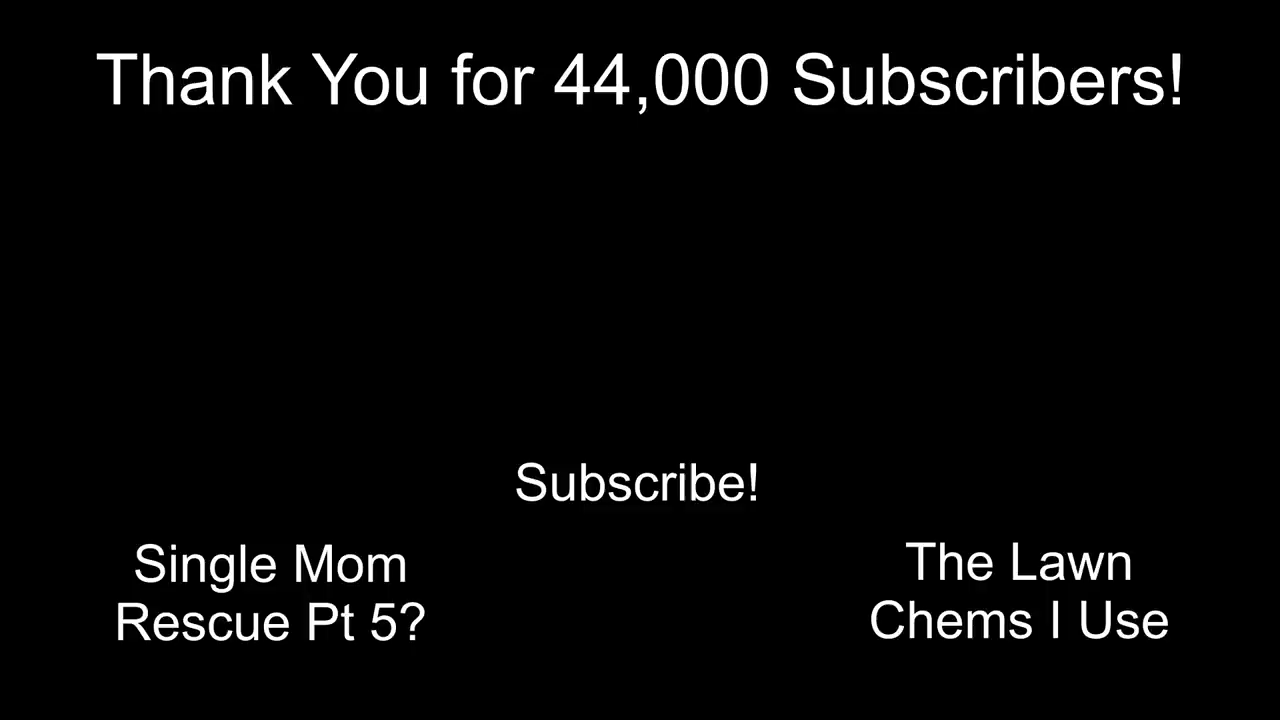 Thank You for 44,000 Subscribers!
Subscribe!
Single Mom
Rescue Pt 5?
The Lawn
Chems I Use